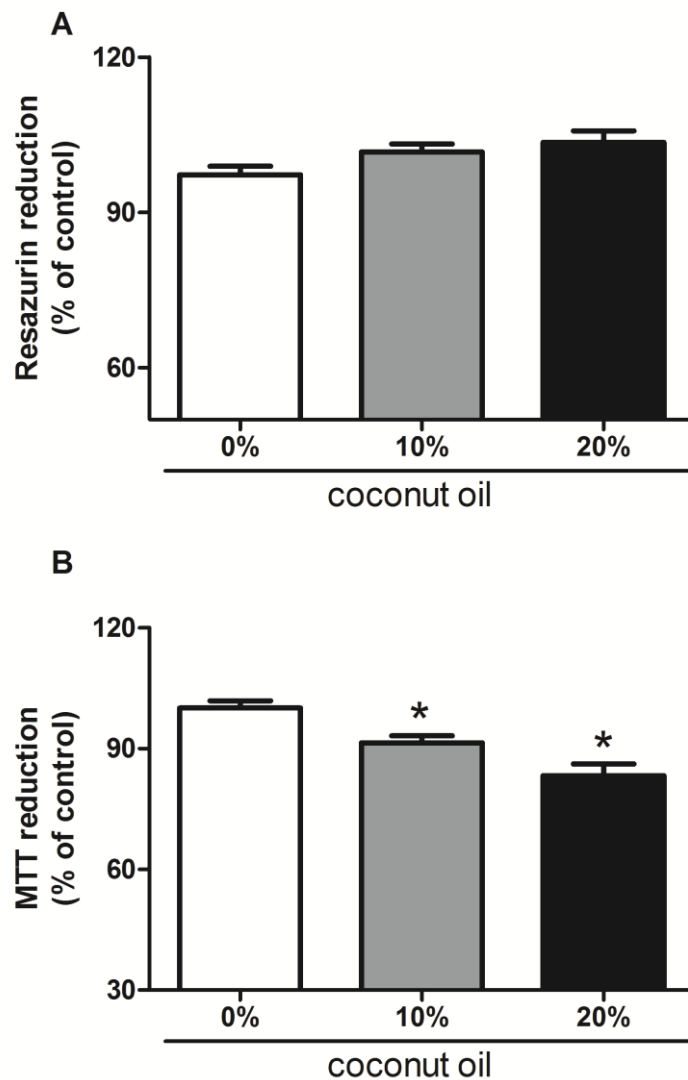 A
Resazurin reduction
(% of control)
120
90
60
0% 10% 20%
coconut oil
B
MTT reduction
(% of control)
120
90
60
30
* *
0% 10% 20%
coconut oil